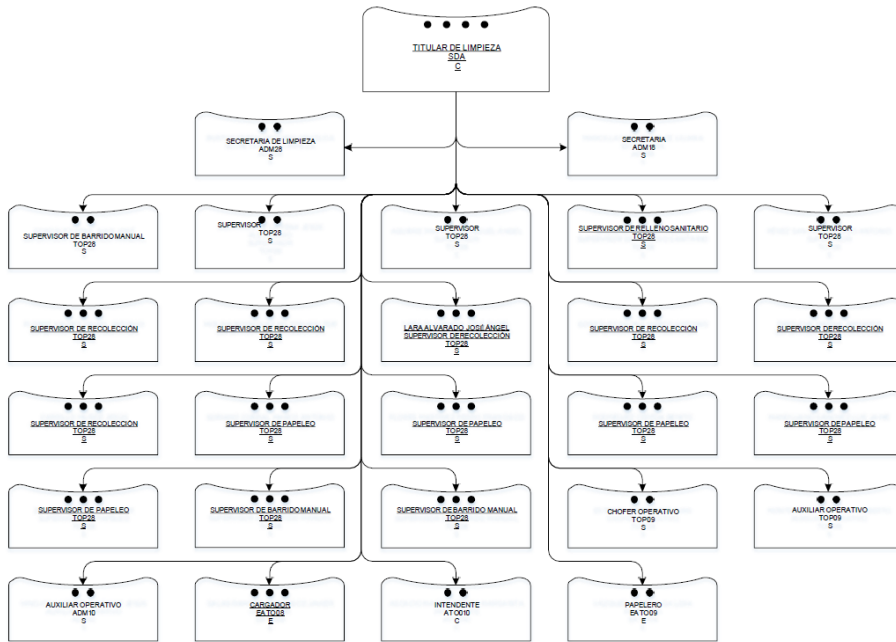 TITULAR DE LIMPIEZA
SDA
C
SECRETARIA DE LIMPIEZA
ADM28
S
SECRETARIA
ADM18
S
SUPERVISOR DE BARRIDO MANUAL
TOP28
S
SUPERVISOR
TOP28
S
SUPERVISOR
TOP28
S
SUPERVISOR DE RELLENO SANITARIO
TOP28
S
SUPERVISOR
TOP28
S
SUPERVISOR DE RECOLECCIÓN
TOP28
S
SUPERVISOR DE RECOLECCIÓN
TOP28
S
LARA ALVARADO JOSÉ ÁNGEL
SUPERVISOR DE RECOLECCIÓN
TOP28
S
SUPERVISOR DE RECOLECCIÓN
TOP28
S
SUPERVISOR DE RECOLECCIÓN
TOP28
S
SUPERVISOR DE RECOLECCIÓN
TOP28
S
SUPERVISOR DE PAPELEO
TOP28
S
SUPERVISOR DE PAPELEO
TOP28
S
SUPERVISOR DE PAPELEO
TOP28
S
SUPERVISOR DE PAPELEO
TOP28
S
SUPERVISOR DE PAPELEO
TOP28
S
SUPERVISOR DE BARRIDO MANUAL
TOP28
S
SUPERVISOR DE BARRIDO MANUAL
TOP28
S
CHOFER OPERATIVO
TOP09
S
AUXILIAR OPERATIVO
TOP09
S
AUXILIAR OPERATIVO
ADM10
S
CARGADOR
EATO08
E
INTENDENTE
ATO010
C
PAPELERO
EATO09
E